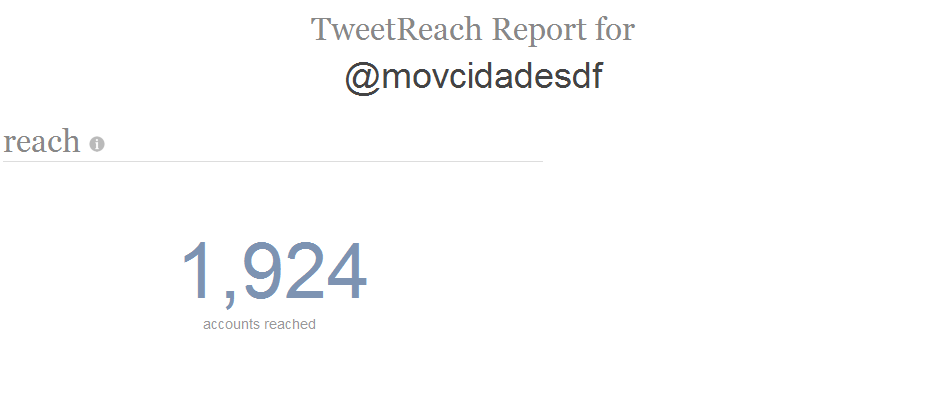 TweetReach Report for
@movcidadesdf
reach
1,924
accounts reached